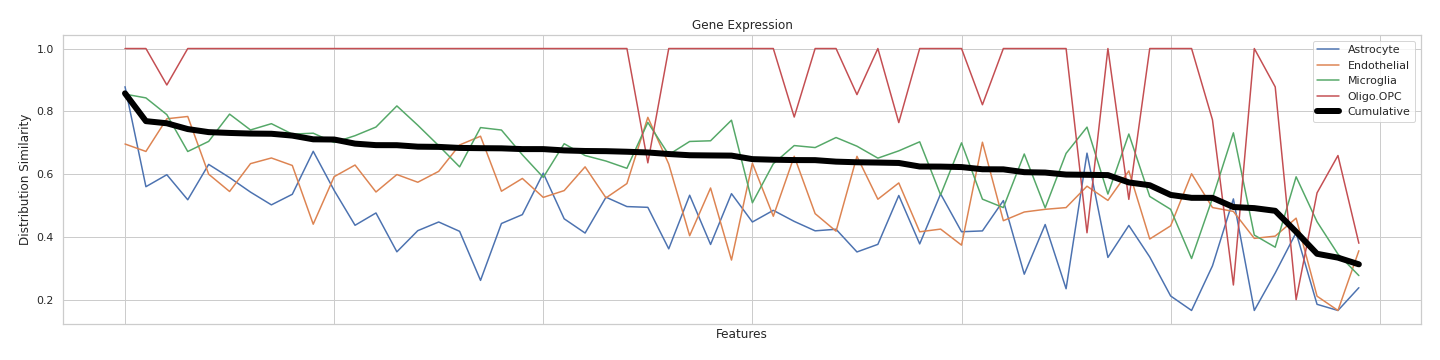 Gene Expression
1.0
0.8
0.6
0.4
0.2
Distribution Similarity
Features
Astrocyte
Endothelial
Microglia
Oligo.OPC
Cumulative